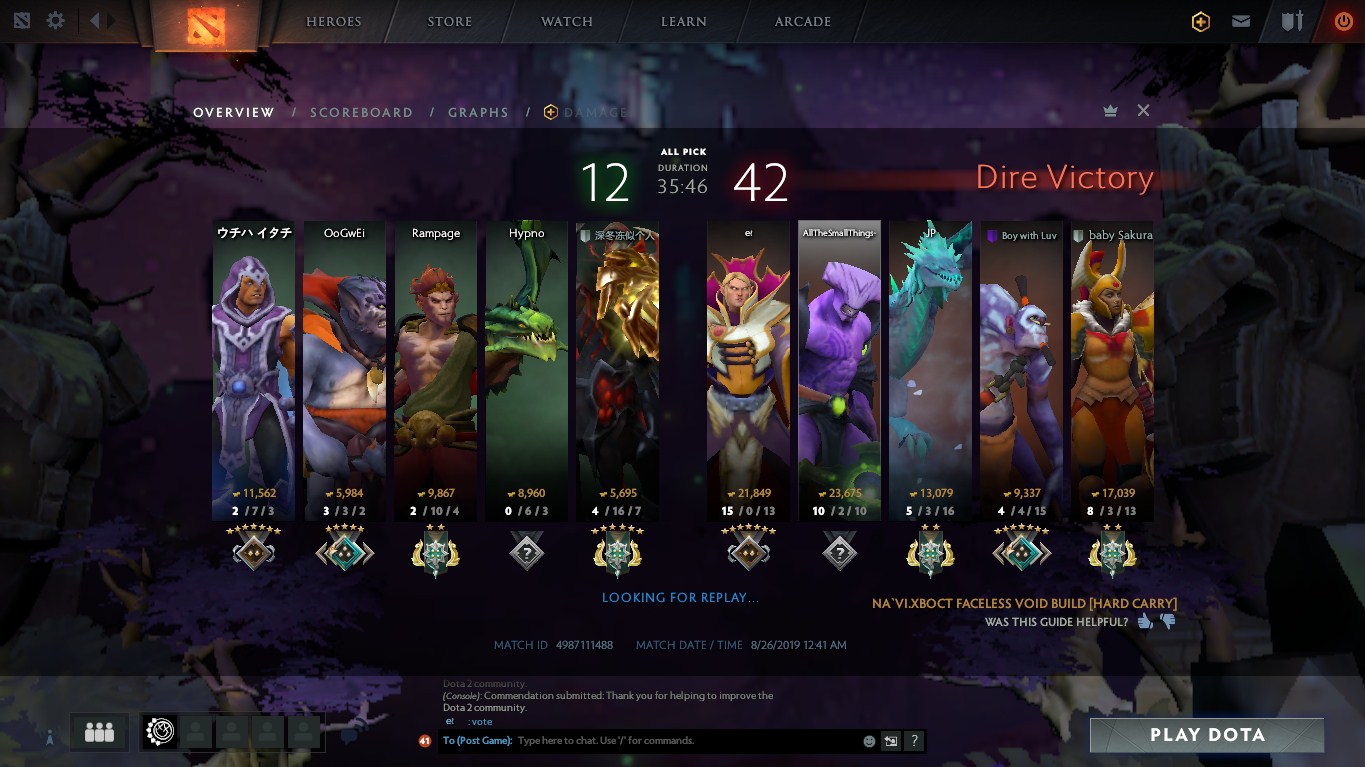 HEROES STORE WATCH LEARN ARCADE
OVERVIEW / SCOREBOARD / GRAPHS / DAMAGE
ALL PICK
12 DURATION 42 Dire Victory
35:46
ウチハ イタチ OoGwEi Rampage Hypno 深冬冻似个人 ef AllTheSmallThings- JP Boy with Luv baby Sakura
11,562 5,984 9,867 8,960 5,695 21,849 23,675 13,079 9,337 17,039
2 / 7 / 3 3 / 3 / 2 2 / 10 / 4 0 / 6 / 3 4 / 16 / 7 15 / 0 / 13 10 / 2 / 10 5 / 3 / 16 4 / 4 / 15 8 / 3 / 13
? ?
LOOKING FOR REPLAY...
NA`VI.XBOCT FACELESS VOID BUILD [HARD CARRY]
WAS THIS GUIDE HELPFUL?
MATCH ID 4987111488 MATCH DATE / TIME 8/26/2019 12:41 AM
Dota 2 community.
(Console): Commendation submitted: Thank you for helping to improve the
Dota 2 community.
ef : vote
41 To (Post Game): Type here to chat. Use '/' for commands. ?
PLAY DOTA